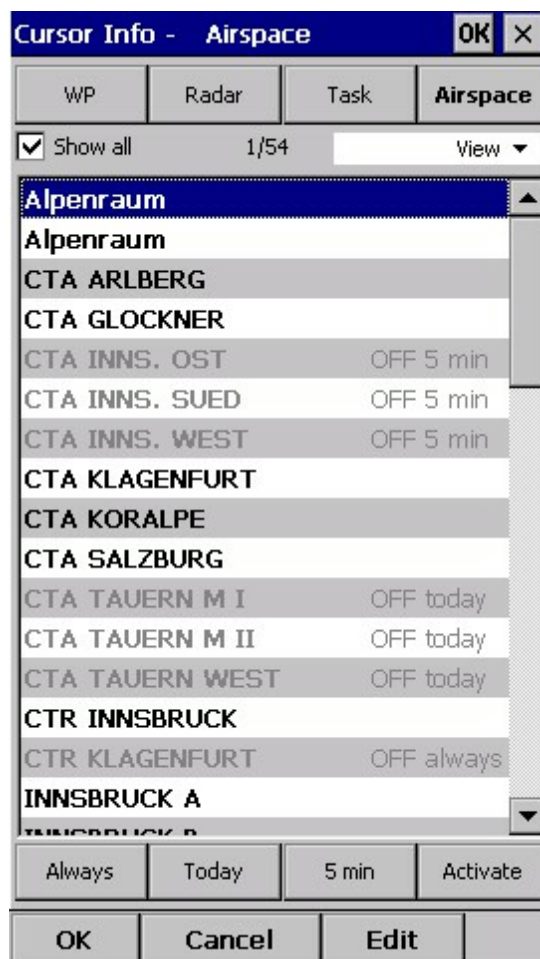 Cursor Info - Airspace OK ×
WP Radar Task Airspace
Show all 1/54 View
Alpenraum
Alpenraum
CTA ARLBERG
CTA GLOCKNER
CTA INNS. OST OFF 5 min
CTA INNS. SUED OFF 5 min
CTA INNS. WEST OFF 5 min
CTA KLAGENFURT
CTA KORALPE
CTA SALZBURG
CTA TAUERN M I OFF today
CTA TAUERN M II OFF today
CTA TAUERN WEST OFF today
CTR INNSBRUCK
CTR KLAGENFURT OFF always
INNSBRUCK A
Always Today 5 min Activate
OK Cancel Edit